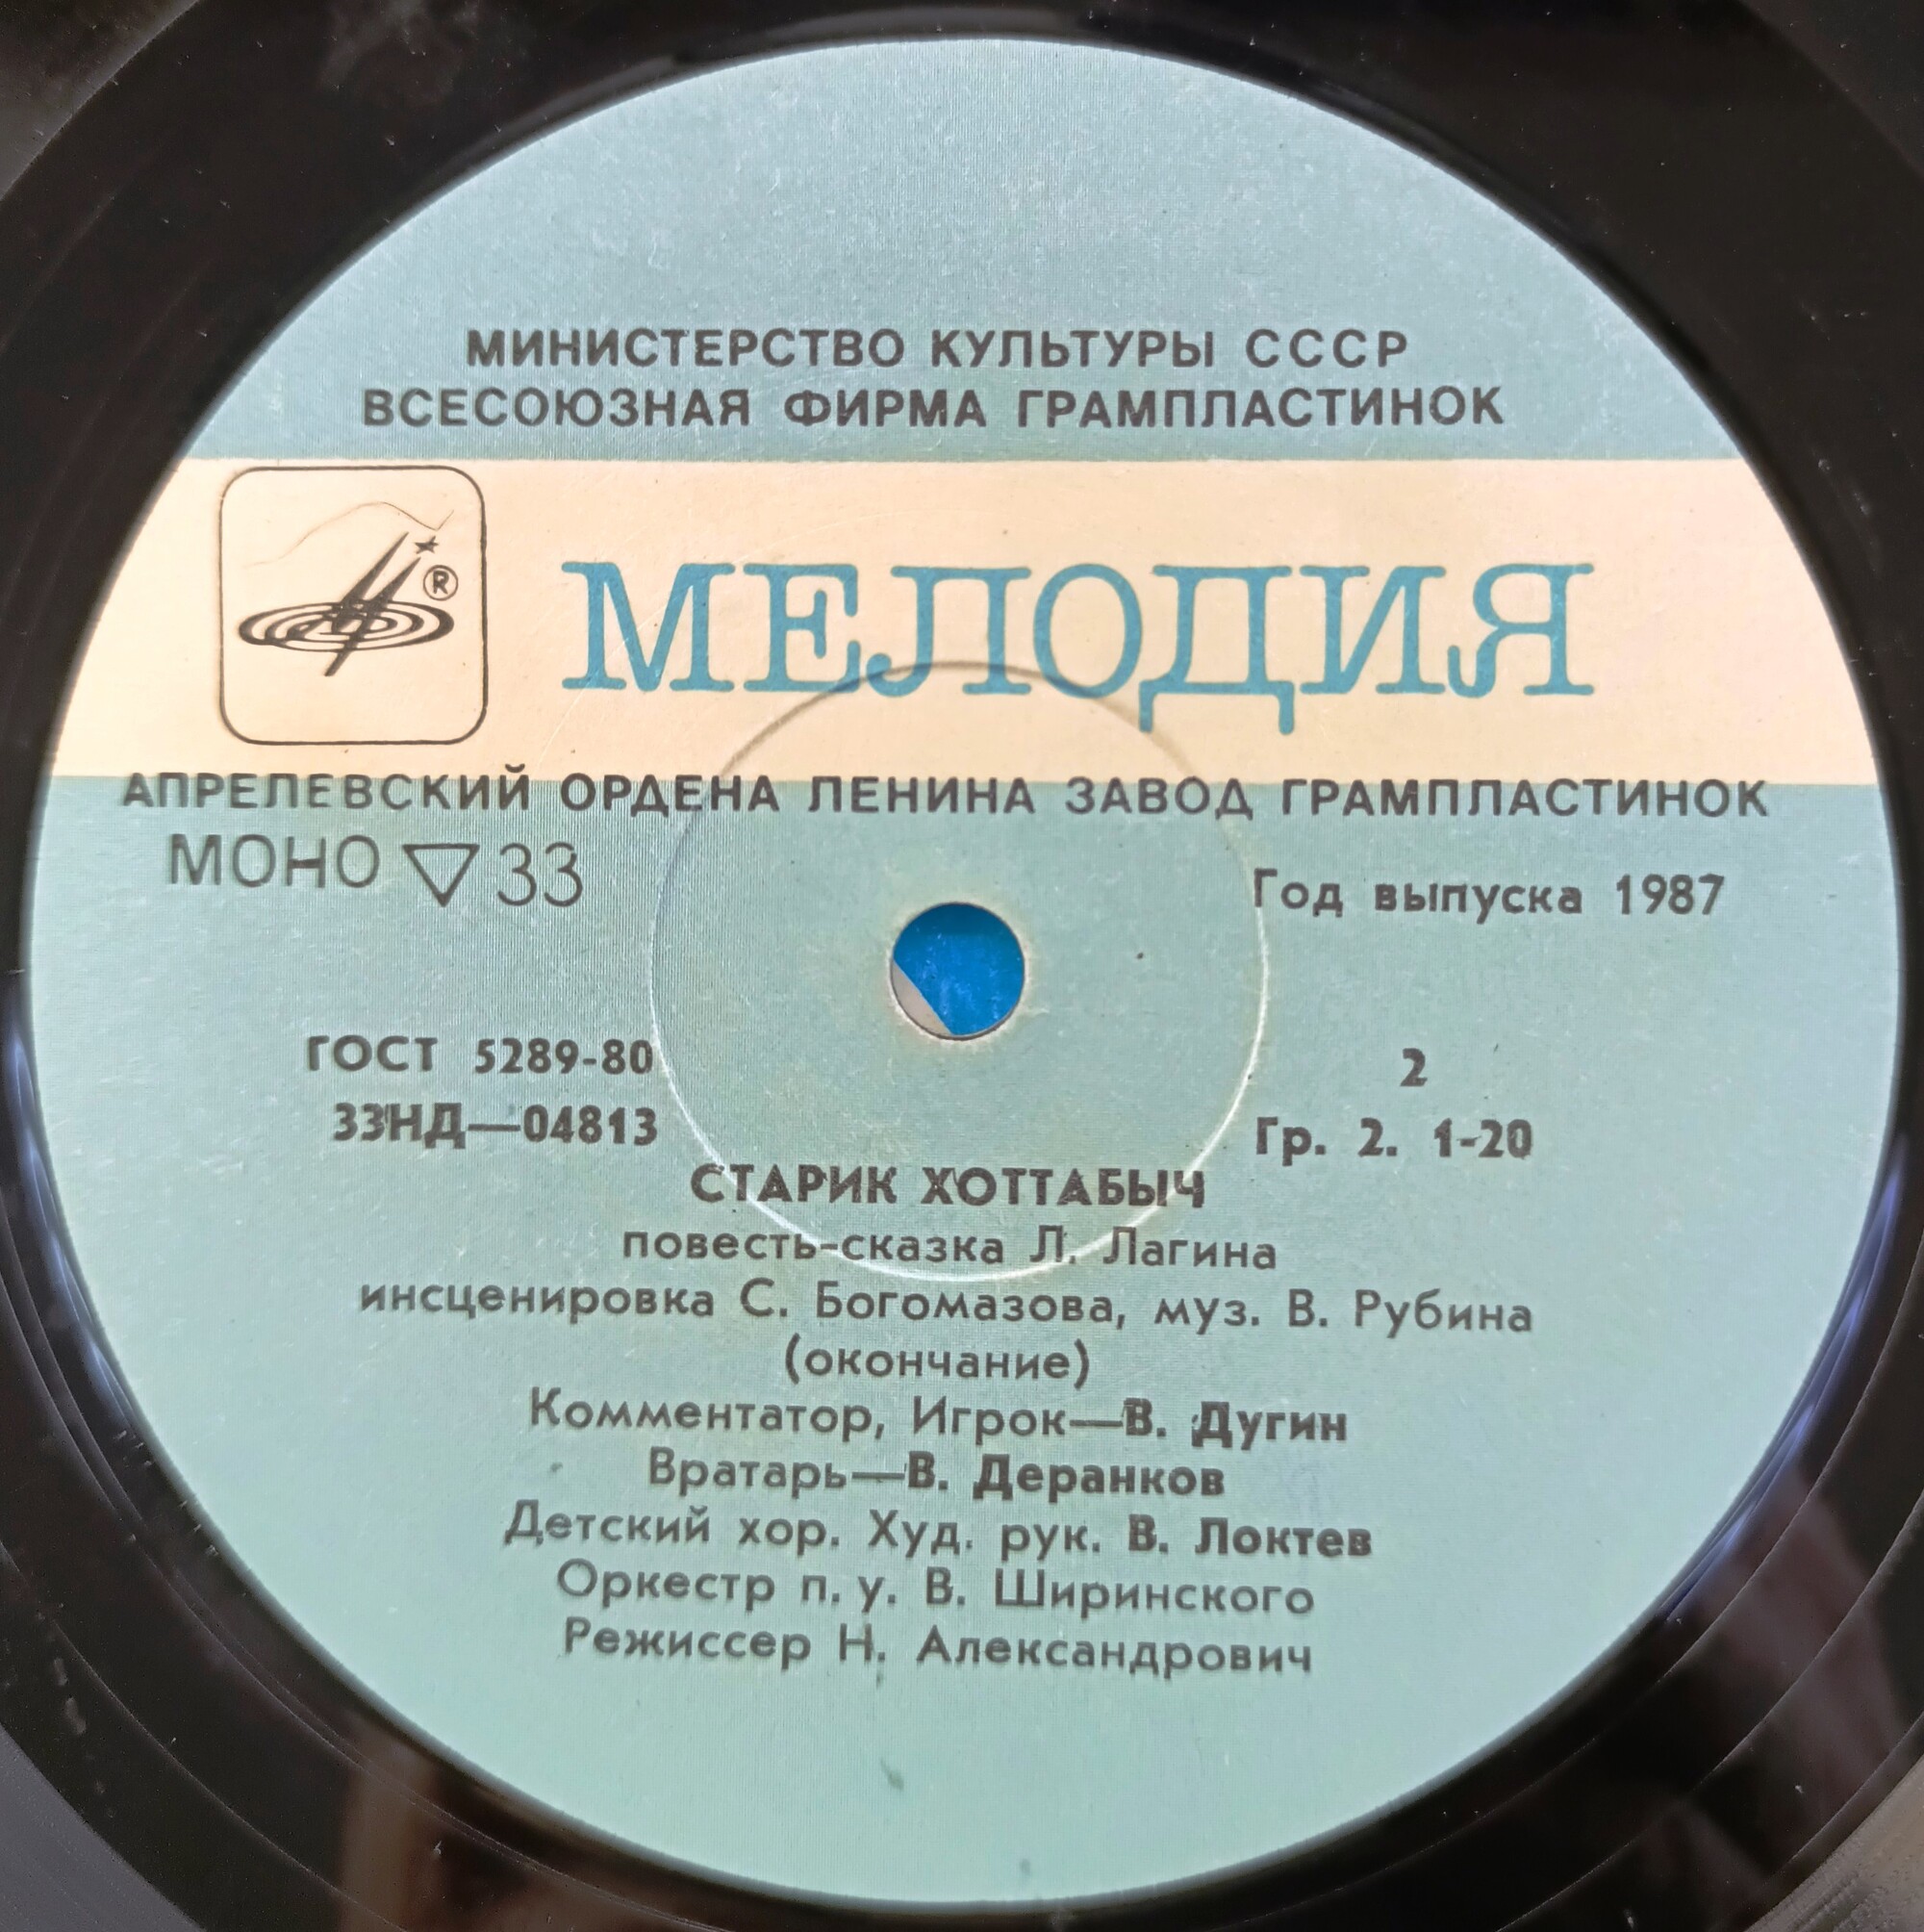 МИНИСТЕРСТВО КУЛЬТУРЫ СССР
ВСЕСОЮЗНАЯ ФИРМА ГРАМПЛАСТИНОК
®
МЕЛОДИЯ
АПРЕЛЕВСКИЙ ОРДЕНА ЛЕНИНА ЗАВОД ГРАМПЛАСТИНОК
МОНО ▽ 33
Год выпуска 1987
ГОСТ 5289-80
33НД—04813
2
Гр. 2. 1-20
СТАРИК ХОТТАБЫЧ
повесть-сказка Л. Лагина
инсценировка С. Богомазова, муз. В. Рубина
(окончание)
Комментатор, Игрок—В. Дугин
Вратарь—В. Деранков
Детский хор. Худ. рук. В. Локтев
Оркестр п. у. В. Ширинского
Режиссер Н. Александрович